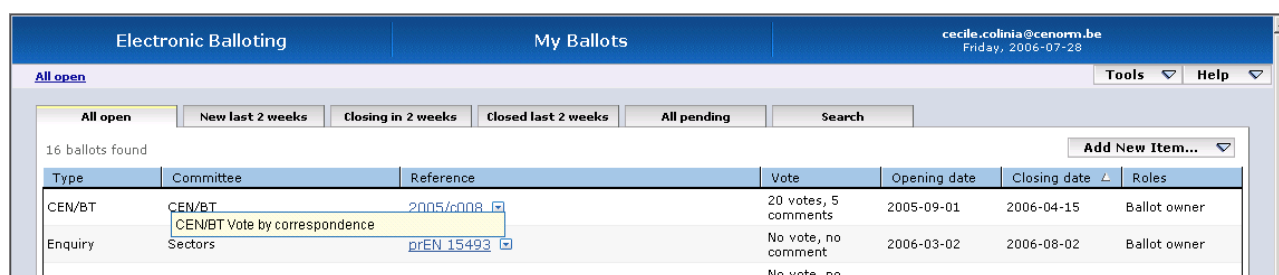 Electronic Balloting My Ballots cecile.colinia@cenorm.be
Friday, 2006-07-28
All open Tools Help
All open New last 2 weeks Closing in 2 weeks Closed last 2 weeks All pending Search
16 ballots found Add New Item...
Type Committee Reference Vote Opening date Closing date Roles
CEN/BT CEN/BT 2005/c008 20 votes, 5 comments 2005-09-01 2006-04-15 Ballot owner
CEN/BT Vote by correspondence
Enquiry Sectors prEN 15493 No vote, no comment 2006-03-02 2006-08-02 Ballot owner
No vote, no